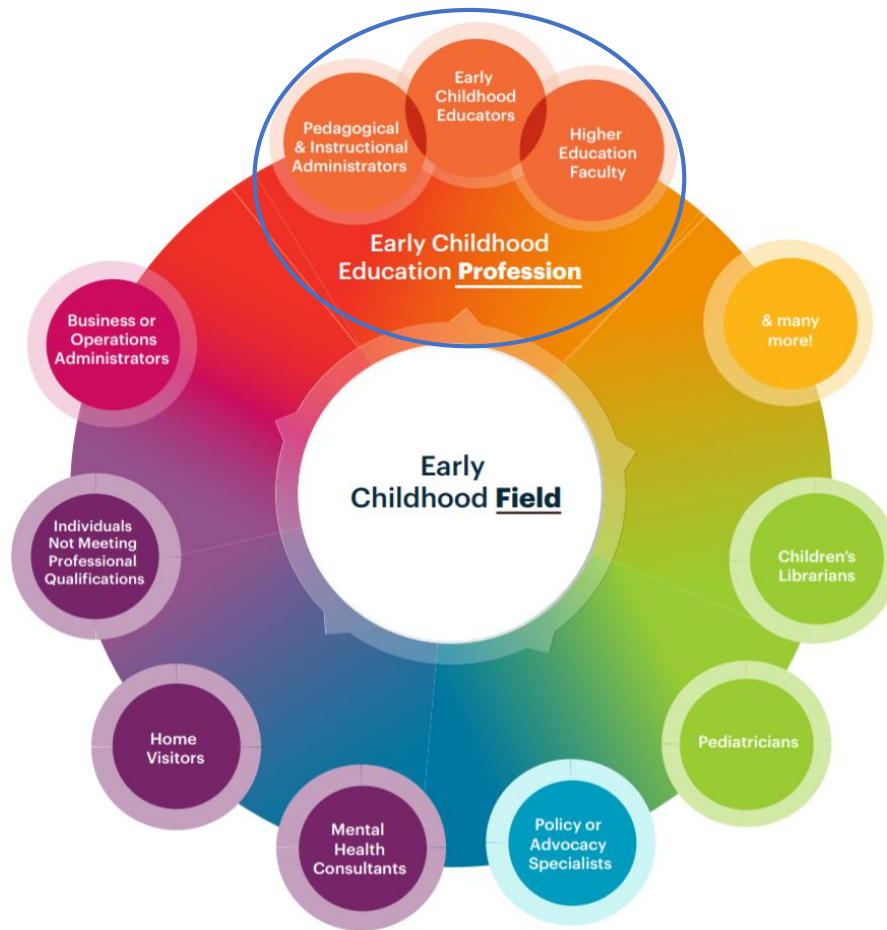 Early
Childhood
Educators
Pedagogical
& Instructional
Administrators
Higher
Education
Faculty
Early Childhood
Education Profession
Business or
Operations
Administrators
& many
more!
Early
Childhood Field
Individuals
Not Meeting
Professional
Qualifications
Children's
Librarians
Home
Visitors
Pediatricians
Mental
Health
Consultants
Policy or
Advocacy
Specialists